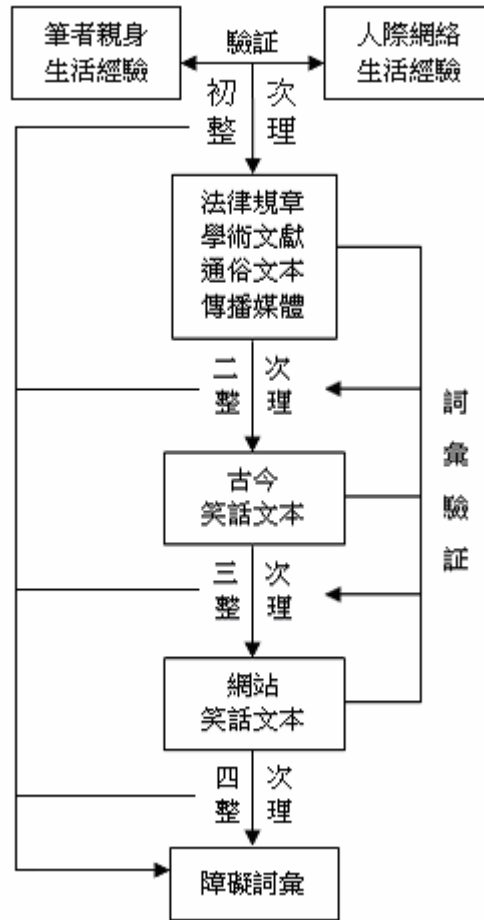 筆者親身
生活經驗
驗証
人際網絡
生活經驗
初次
整理
法律規章
學術文獻
通俗文本
傳播媒體
二次
整理
古今
笑話文本
三次
整理
網站
笑話文本
四次
整理
障礙詞彙
詞彙驗証